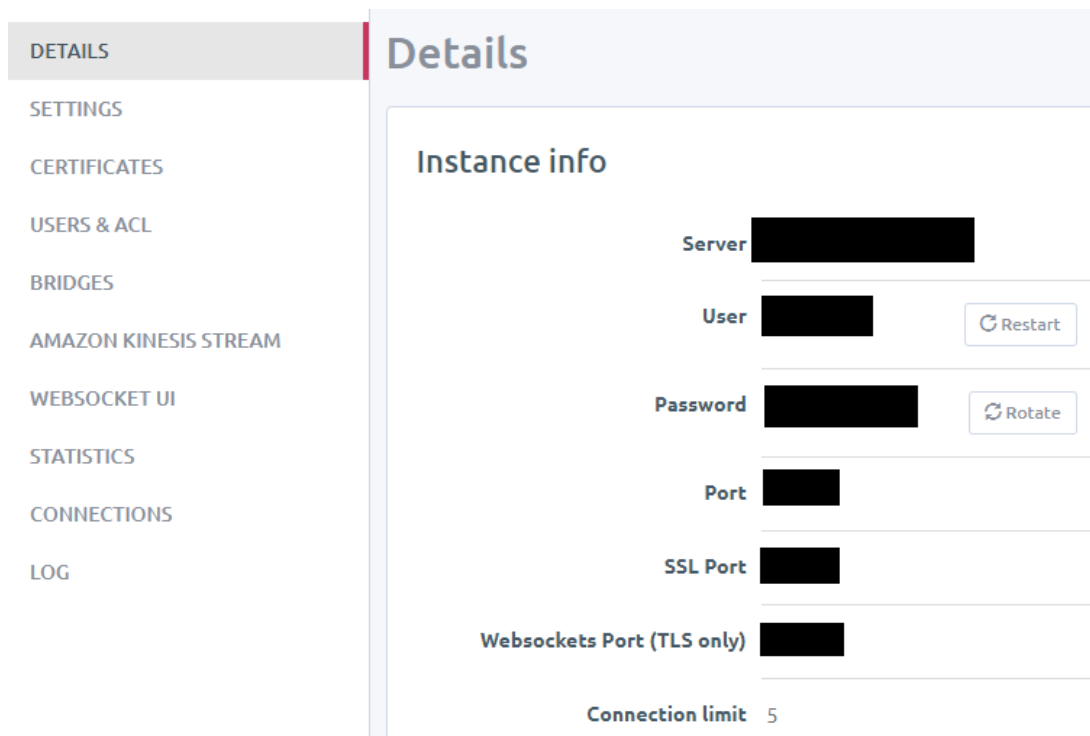 DETAILS
SETTINGS
CERTIFICATES
USERS & ACL
BRIDGES
AMAZON KINESIS STREAM
WEBSOCKET UI
STATISTICS
CONNECTIONS
LOG
Details
Instance info
Server
User
Restart
Password
Rotate
Port
SSL Port
Websockets Port (TLS only)
Connection limit 5